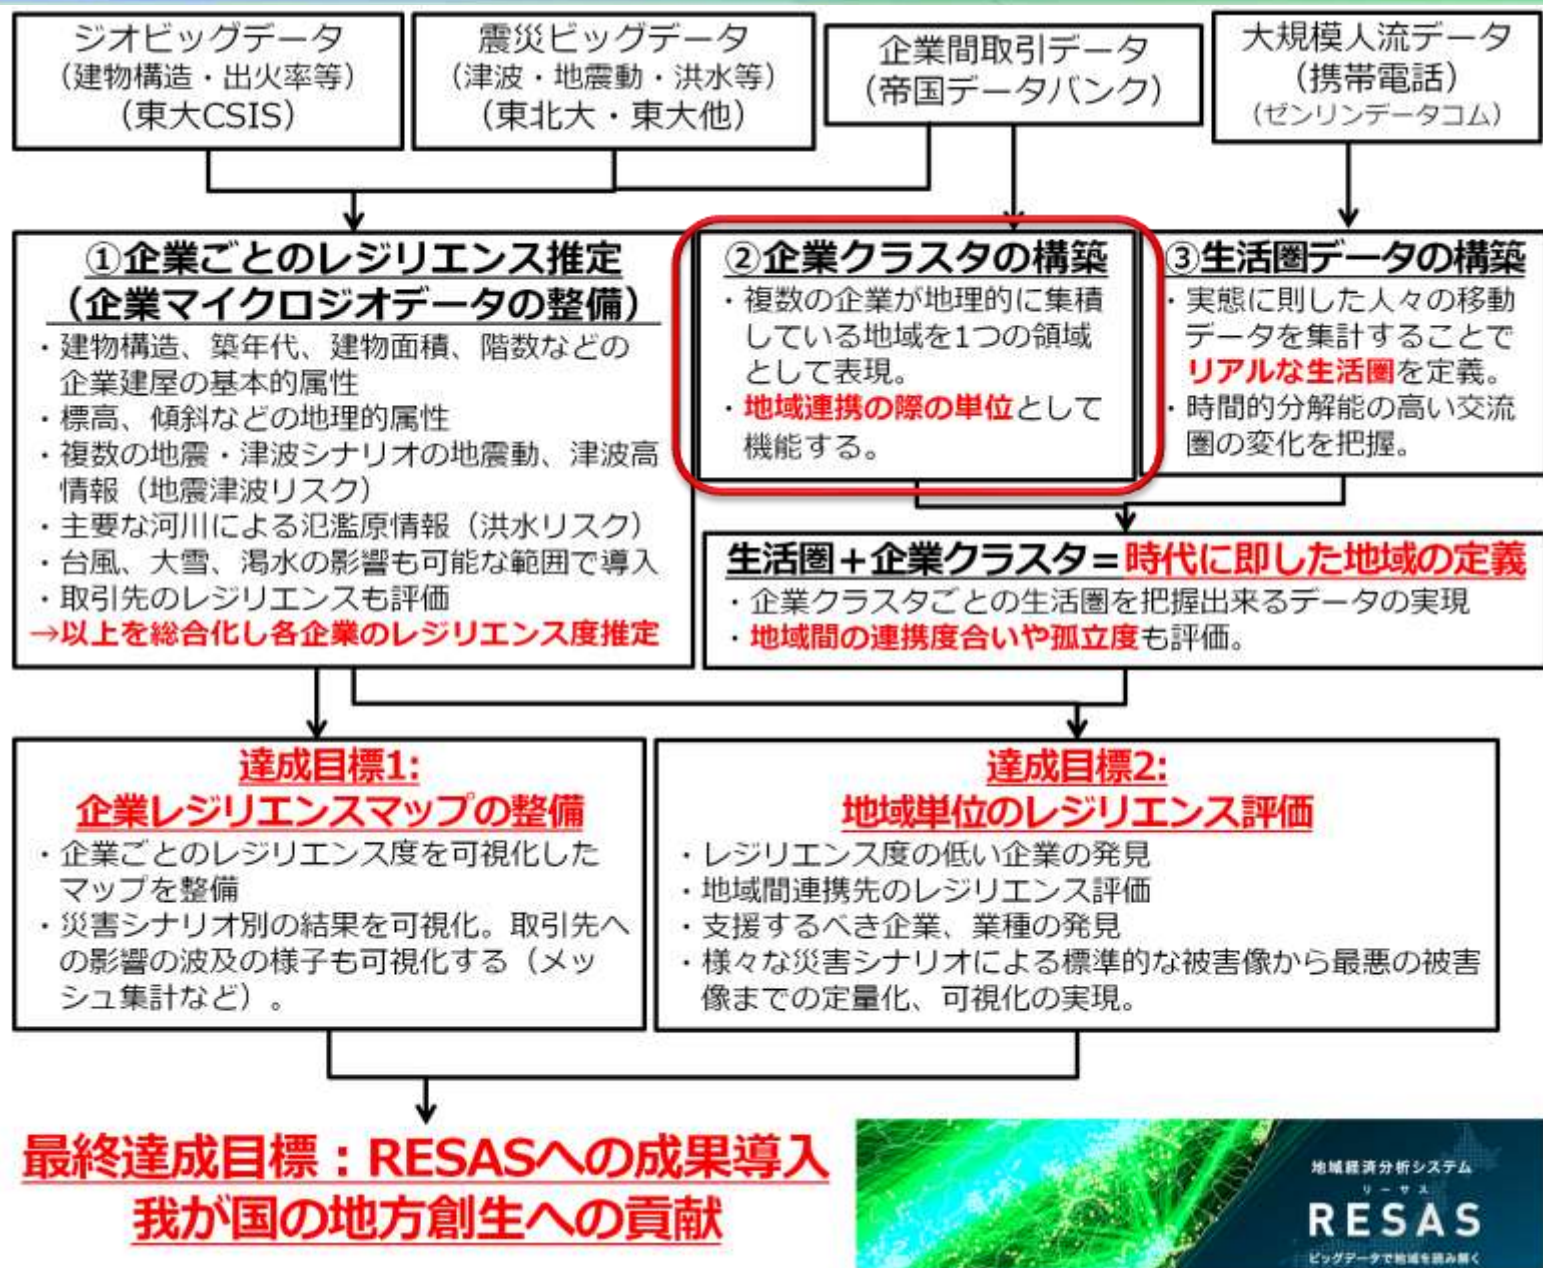 ジオビッグデータ
（建物構造・出火率等）
（東大CSIS）
震災ビッグデータ
（津波・地震動・洪水等）
（東北大・東大他）
企業間取引データ
（帝国データバンク）
大規模人流データ
（携帯電話）
（ゼンリンデータコム）
①企業ごとのレジリエンス推定
（企業マイクロジオデータの整備）
・建物構造、築年代、建物面積、階数などの
企業建屋の基本的属性
・標高、傾斜などの地理的属性
・複数の地震・津波シナリオの地震動、津波高
情報（地震津波リスク）
・主要な河川による氾濫原情報（洪水リスク）
・台風、大雪、渇水の影響も可能な範囲で導入
・取引先のレジリエンスも評価
→以上を総合化し各企業のレジリエンス度推定
②企業クラスタの構築
・複数の企業が地理的に集積
している地域を1つの領域
として表現。
・地域連携の際の単位として
機能する。
③生活圏データの構築
・実態に則した人々の移動
データを集計することで
リアルな生活圏を定義。
・時間的分解能の高い交流
圏の変化を把握。
生活圏＋企業クラスタ＝時代に即した地域の定義
・企業クラスタごとの生活圏を把握出来るデータの実現
・地域間の連携度合いや孤立度も評価。
達成目標1:
企業レジリエンスマップの整備
・企業ごとのレジリエンス度を可視化した
マップを整備
・災害シナリオ別の結果を可視化。取引先へ
の影響の波及の様子も可視化する（メッ
シュ集計など）。
達成目標2:
地域単位のレジリエンス評価
・レジリエンス度の低い企業の発見
・地域間連携先のレジリエンス評価
・支援するべき企業、業種の発見
・様々な災害シナリオによる標準的な被害像から最悪の被害
像までの定量化、可視化の実現。
最終達成目標：RESASへの成果導入
我が国の地方創生への貢献
地域経済分析システム
リーサス
RESAS
ビッグデータで地域を読み解く